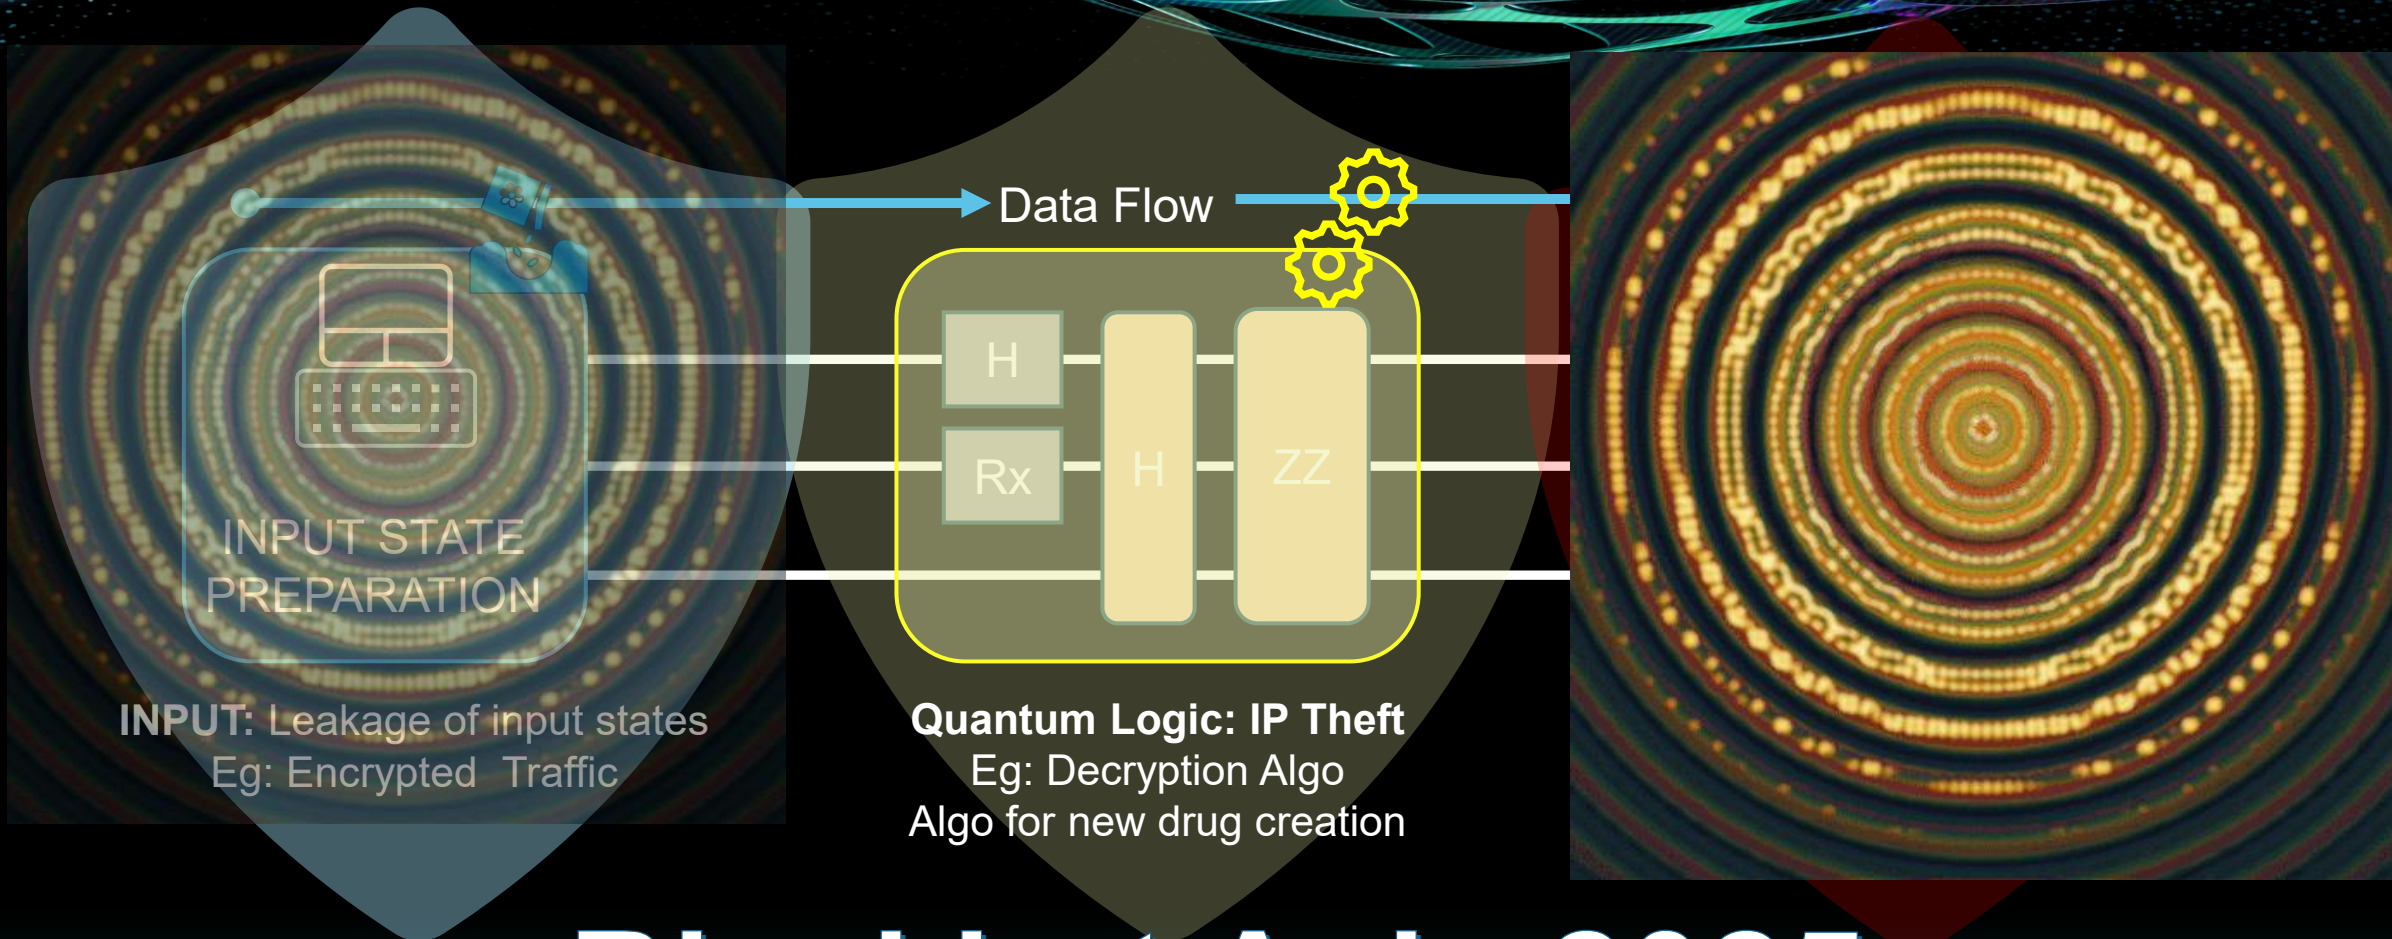 Data Flow
H
Rx
H
ZZ
INPUT STATE
PREPARATION
INPUT: Leakage of input states
Eg: Encrypted Traffic
Quantum Logic: IP Theft
Eg: Decryption Algo
Algo for new drug creation